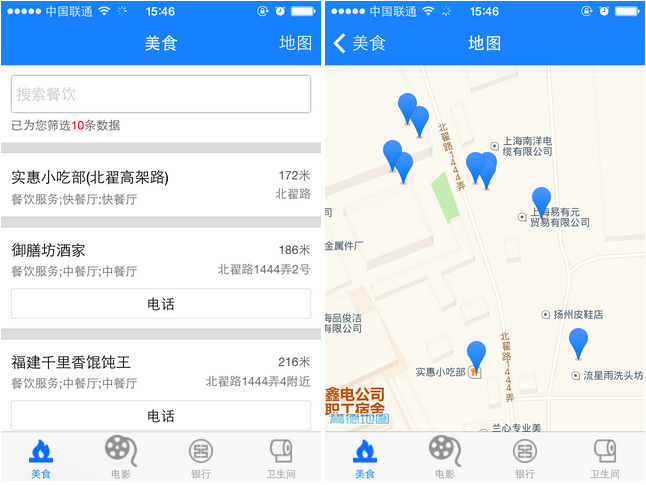 中国联通
15:46
美食
地图
搜索餐饮
已为您筛选10条数据
实惠小吃部(北翟高架路)
172米
餐饮服务;快餐厅;快餐厅
北翟路
御膳坊酒家
186米
餐饮服务;中餐厅;中餐厅
北翟路1444弄2号
电话
福建千里香馄饨王
216米
餐饮服务;中餐厅;中餐厅
北翟路1444弄4附近
电话
美食
电影
银行
卫生间
中国联通
15:46
美食
地图
北翟路1444弄
上海南洋电
缆有限公司
上海易有元
贸易有限公司
司
金属件厂
扬州皮鞋店
海品俊洁
有限公司
北翟路1444弄
实惠小吃部
流星雨洗头坊
鑫电公司
职工宿舍
高德地图
兰心专业美
美食
电影
银行
卫生间